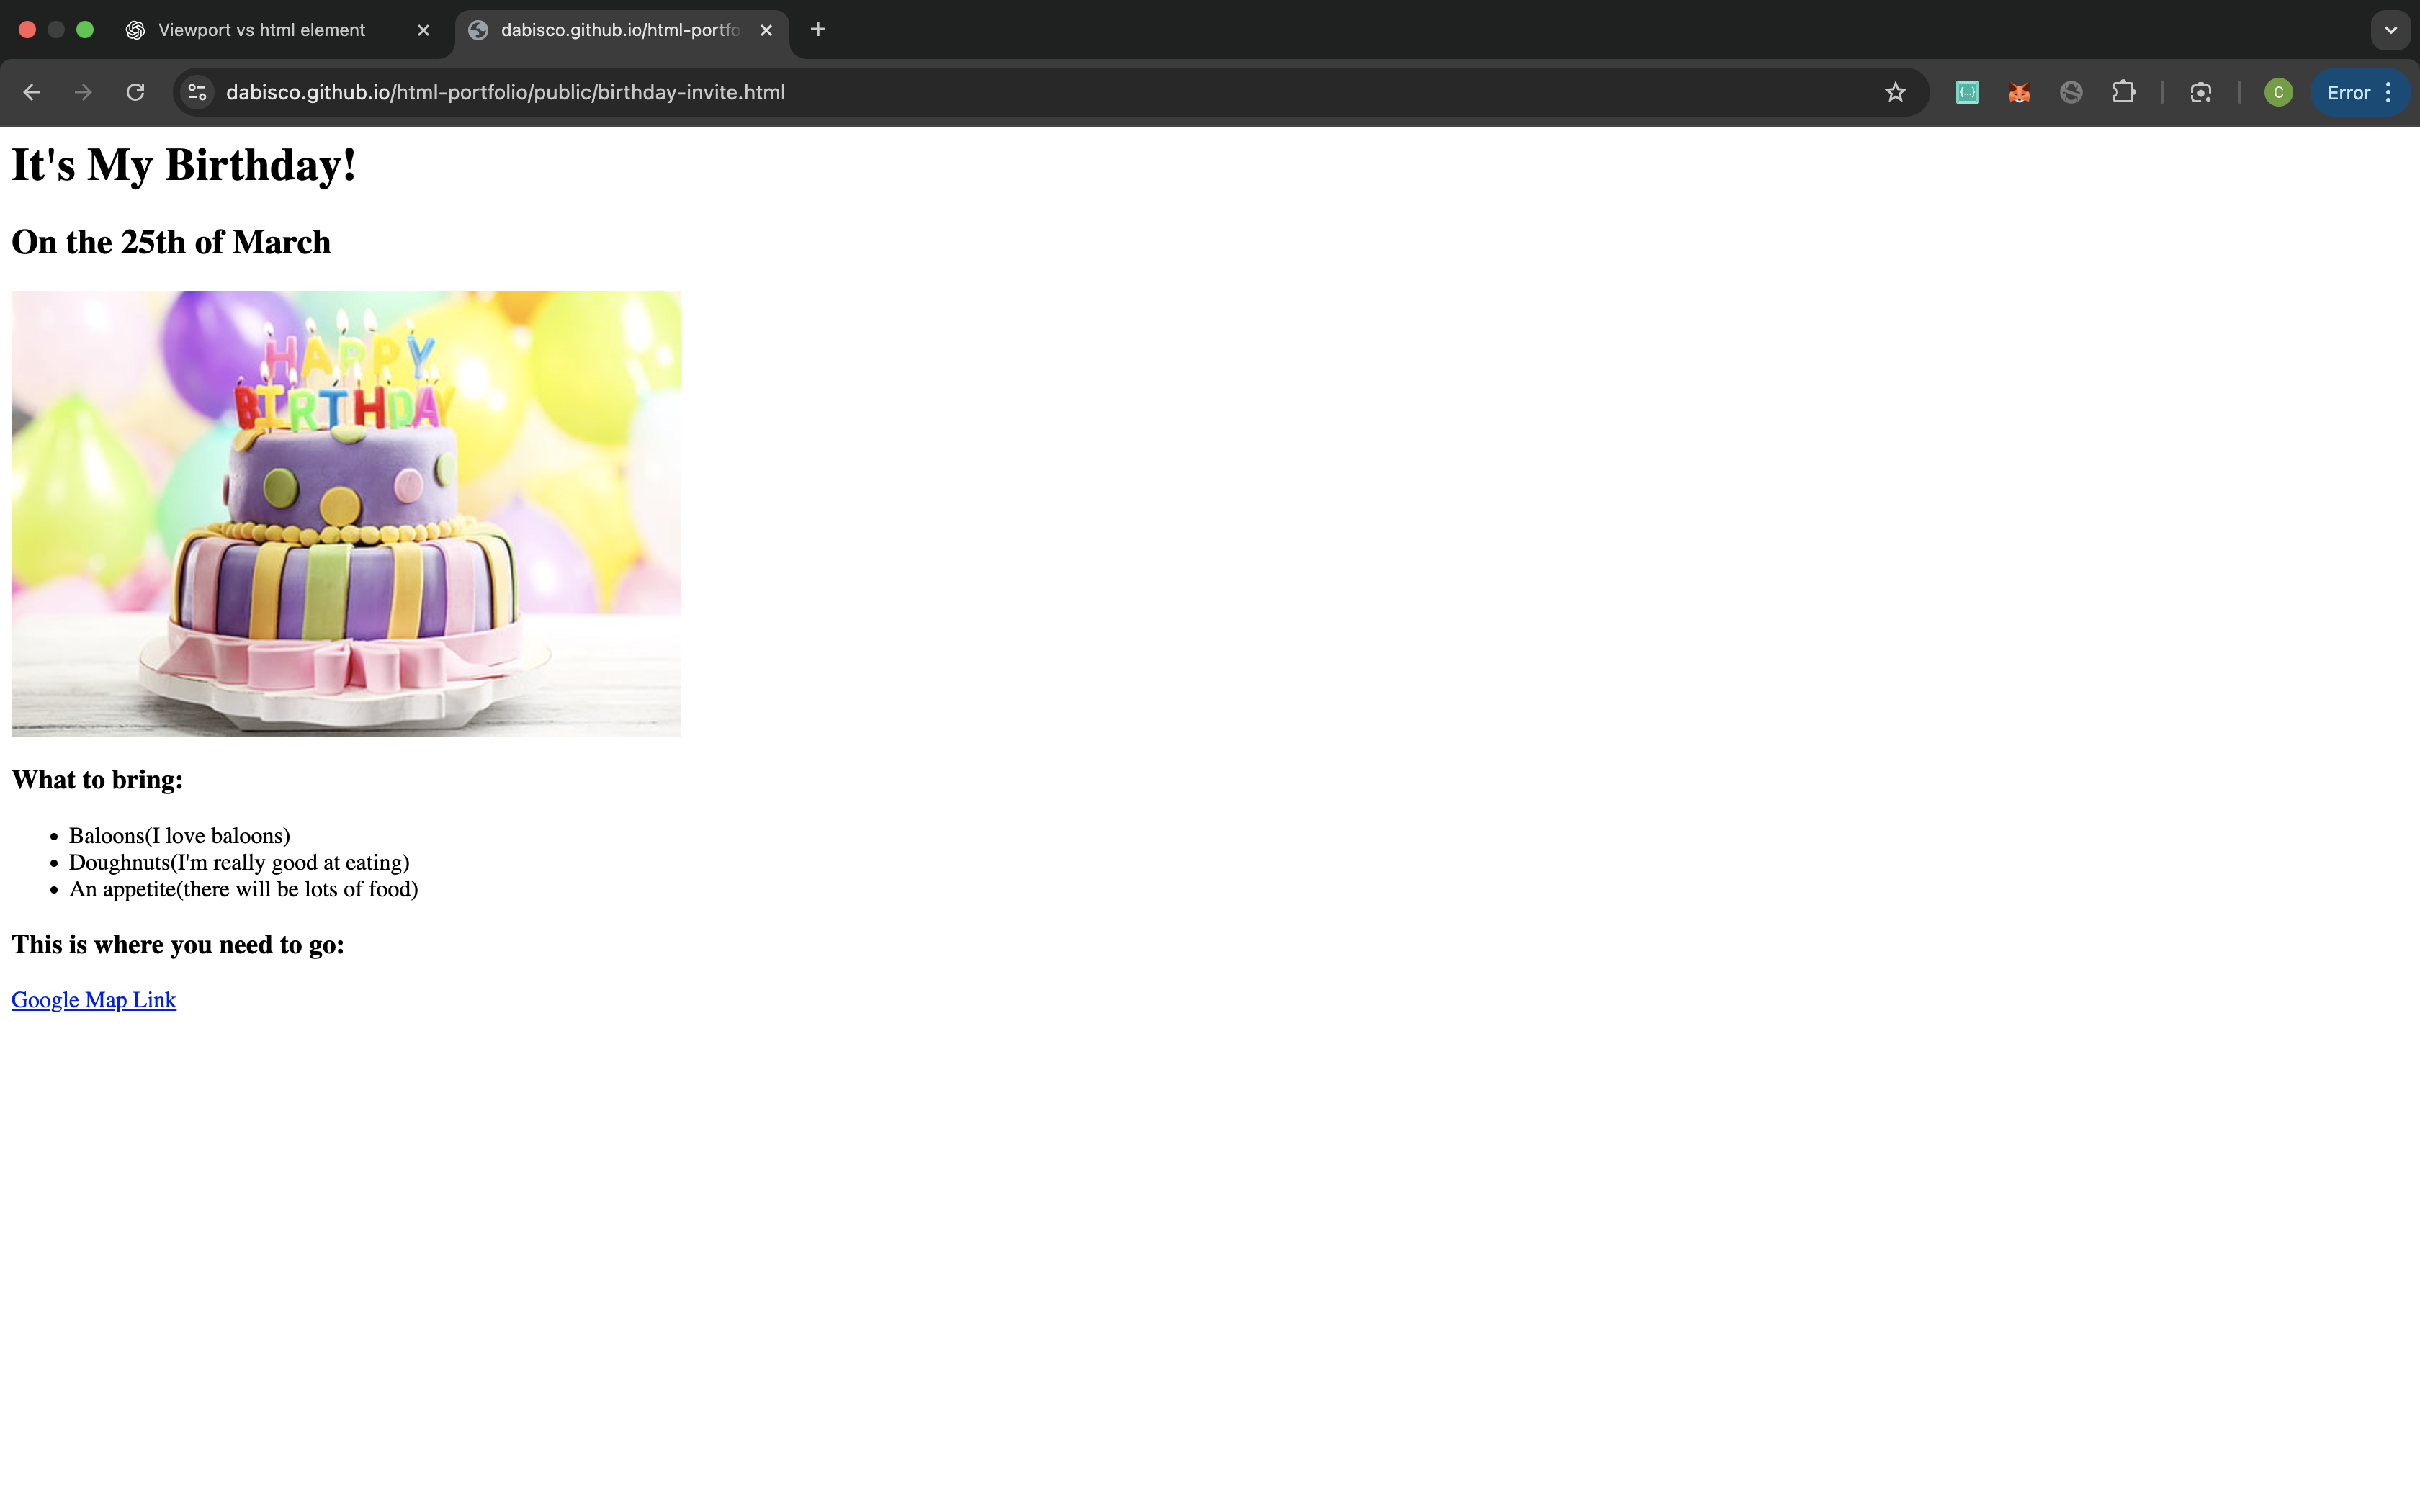 Viewport vs html element
dabisco.github.io/html-portfo
dabisco.github.io/html-portfolio/public/birthday-invite.html
{...}
C
Error
It's My Birthday!
On the 25th of March
HAPPY
BIRTHDAY
What to bring:
Baloons(I love baloons)
Doughnuts(I'm really good at eating)
An appetite(there will be lots of food)
This is where you need to go:
Google Map Link